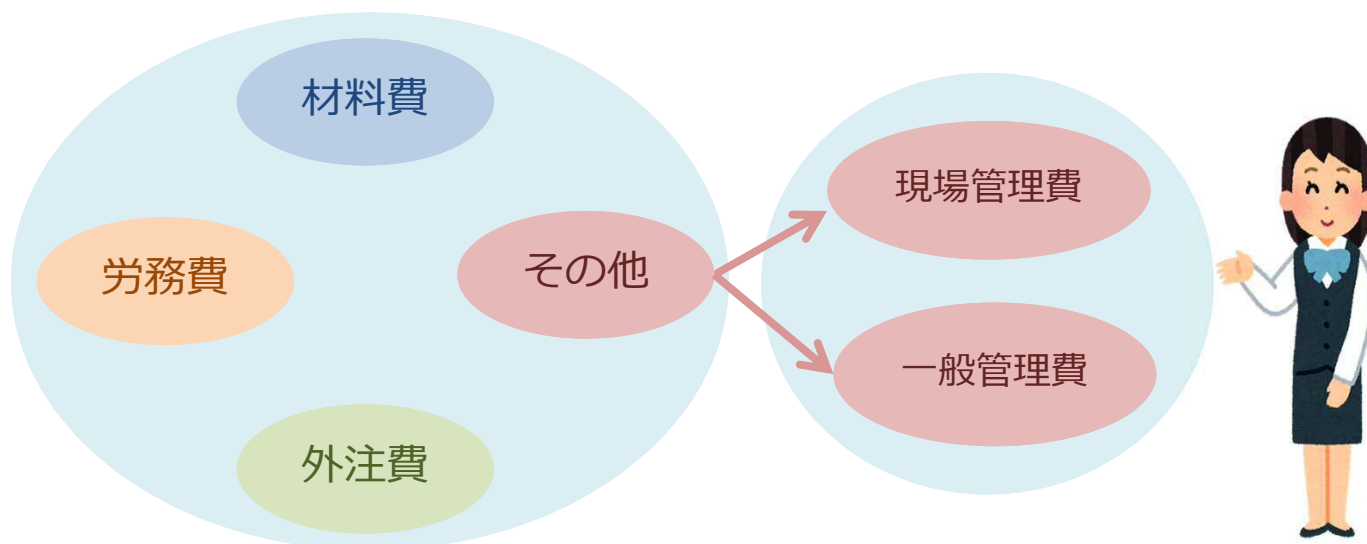 材料費
労務費
その他
外注費
現場管理費
一般管理費